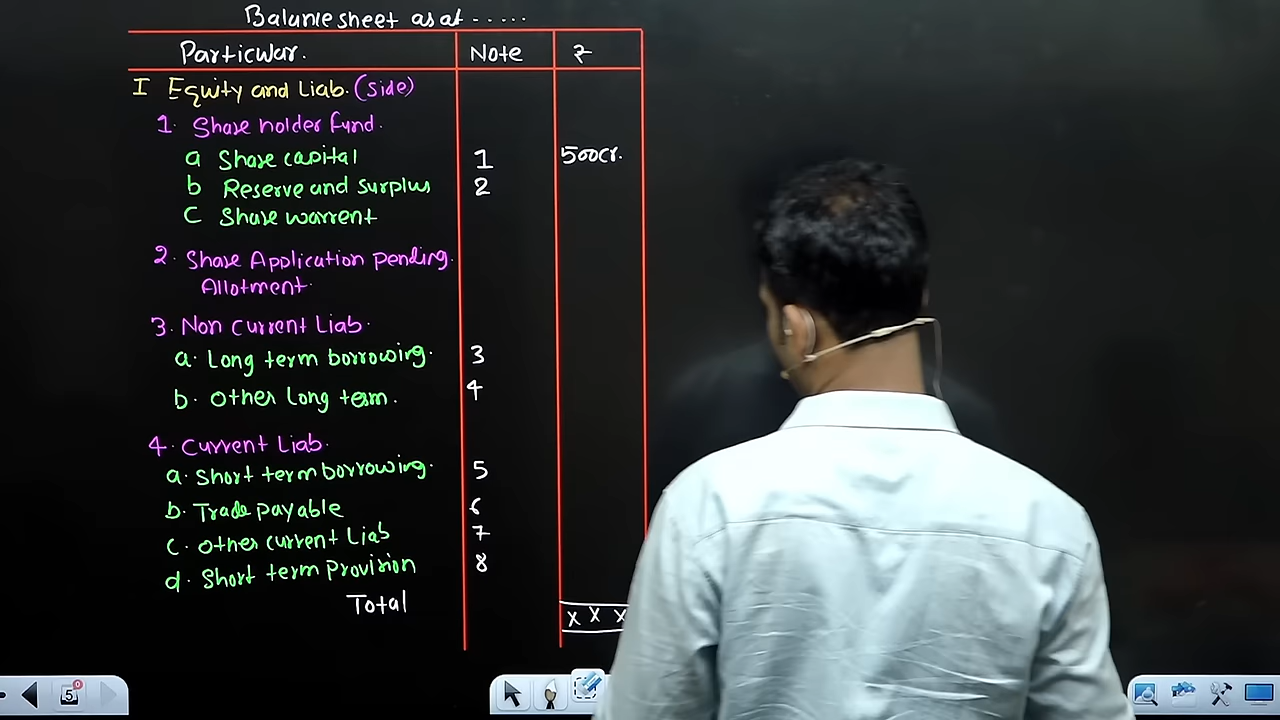 Balance sheet as at ......
Particular. Note ₹
I Equity and Liab. (side)
1. Share holder fund.
a Share capital 1 500cr.
b Reserve and surplus 2
c Share warrent
2. Share Application pending.
Allotment.
3. Non Current Liab.
a. Long term borrowing. 3
b. other Long term. 4
4. Current Liab.
a. Short term borrowing. 5
b. Trade payable 6
c. other current Liab 7
d. Short term Provision 8
Total x x x
5 0